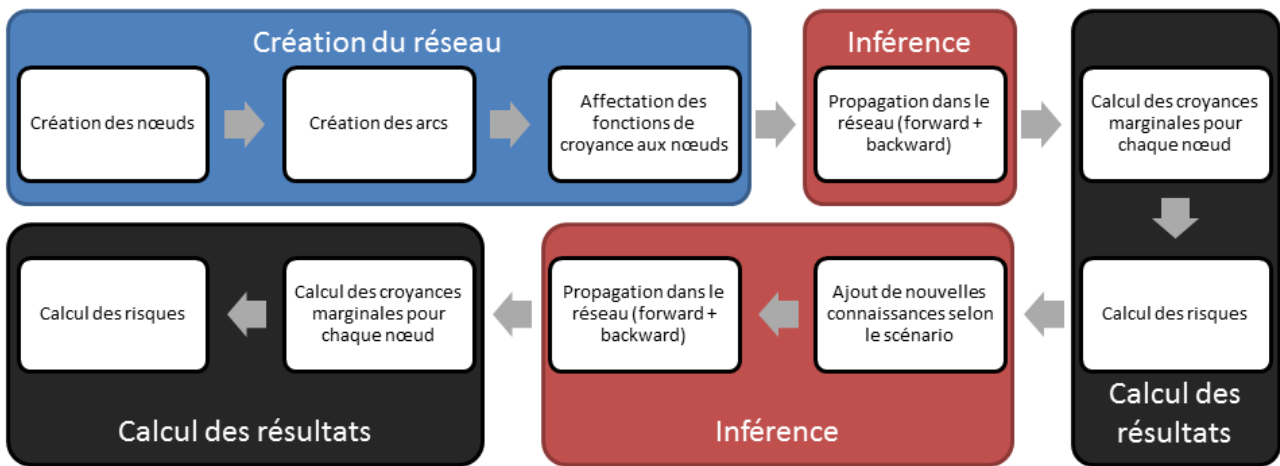 Création du réseau
Création des nœuds
Création des arcs
Affectation des
fonctions de
croyance aux nœuds
Inférence
Propagation dans le
réseau (forward +
backward)
Calcul des croyances
marginales pour
chaque nœud
Calcul des risques
Calcul des
résultats
Ajout de nouvelles
connaissances selon
le scénario
Propagation dans le
réseau (forward +
backward)
Inférence
Calcul des croyances
marginales pour
chaque nœud
Calcul des risques
Calcul des résultats